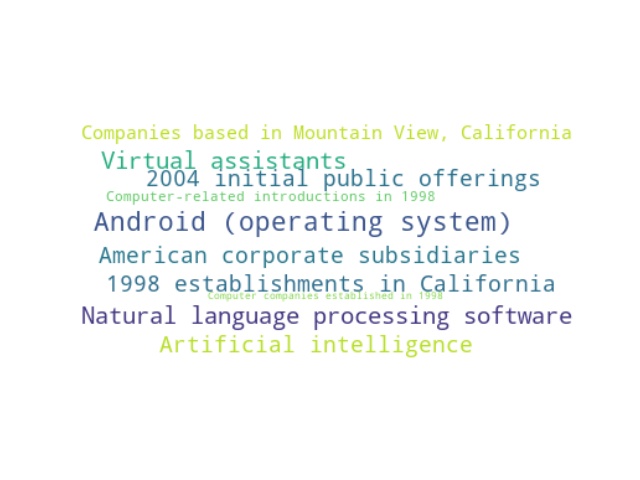 Companies based in Mountain View, California
Virtual assistants
2004 initial public offerings
Computer-related introductions in 1998
Android (operating system)
American corporate subsidiaries
1998 establishments in California
Computer companies established in 1998
Natural language processing software
Artificial intelligence